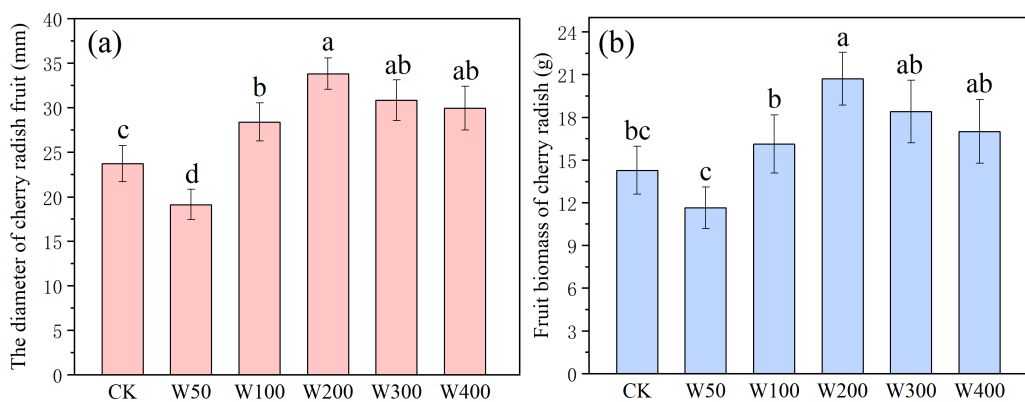 The diameter of cherry radish fruit (mm)
40
35
30
25
20
15
10
5
0
(a)
c
d
b
a
ab
ab
CK W50 W100 W200 W300 W400
Fruit biomass of cherry radish (g)
24
21
18
15
12
9
6
3
0
(b)
bc
c
b
a
ab
ab
CK W50 W100 W200 W300 W400